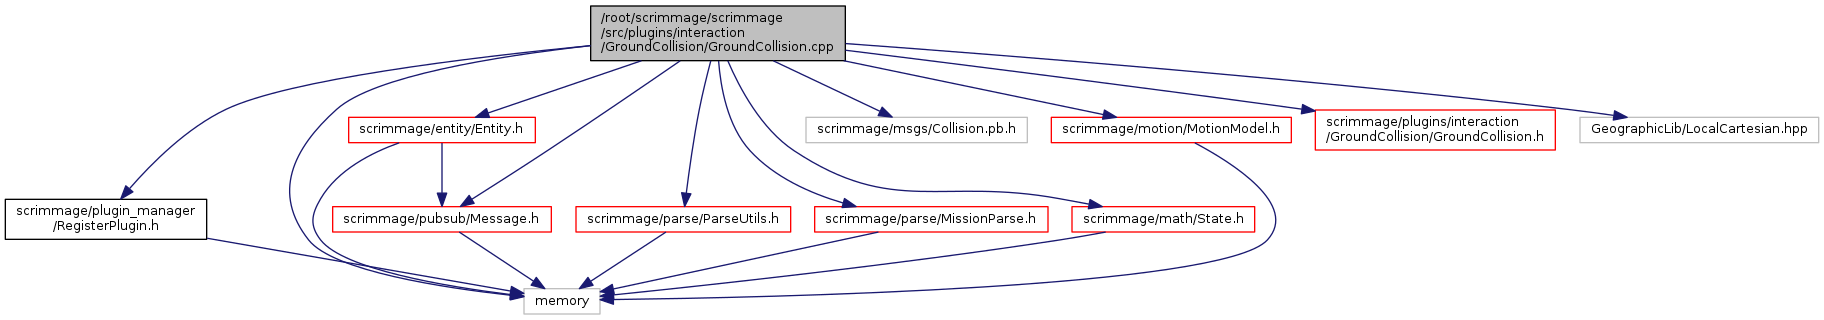 /root/scrimmage/scrimmage
/src/plugins/interaction
/GroundCollision/GroundCollision.cpp
scrimmage/entity/Entity.h
scrimmage/msgs/Collision.pb.h
scrimmage/motion/MotionModel.h
scrimmage/plugins/interaction
/GroundCollision/GroundCollision.h
GeographicLib/LocalCartesian.hpp
scrimmage/plugin_manager
/RegisterPlugin.h
scrimmage/pubsub/Message.h
scrimmage/parse/ParseUtils.h
scrimmage/parse/MissionParse.h
scrimmage/math/State.h
memory